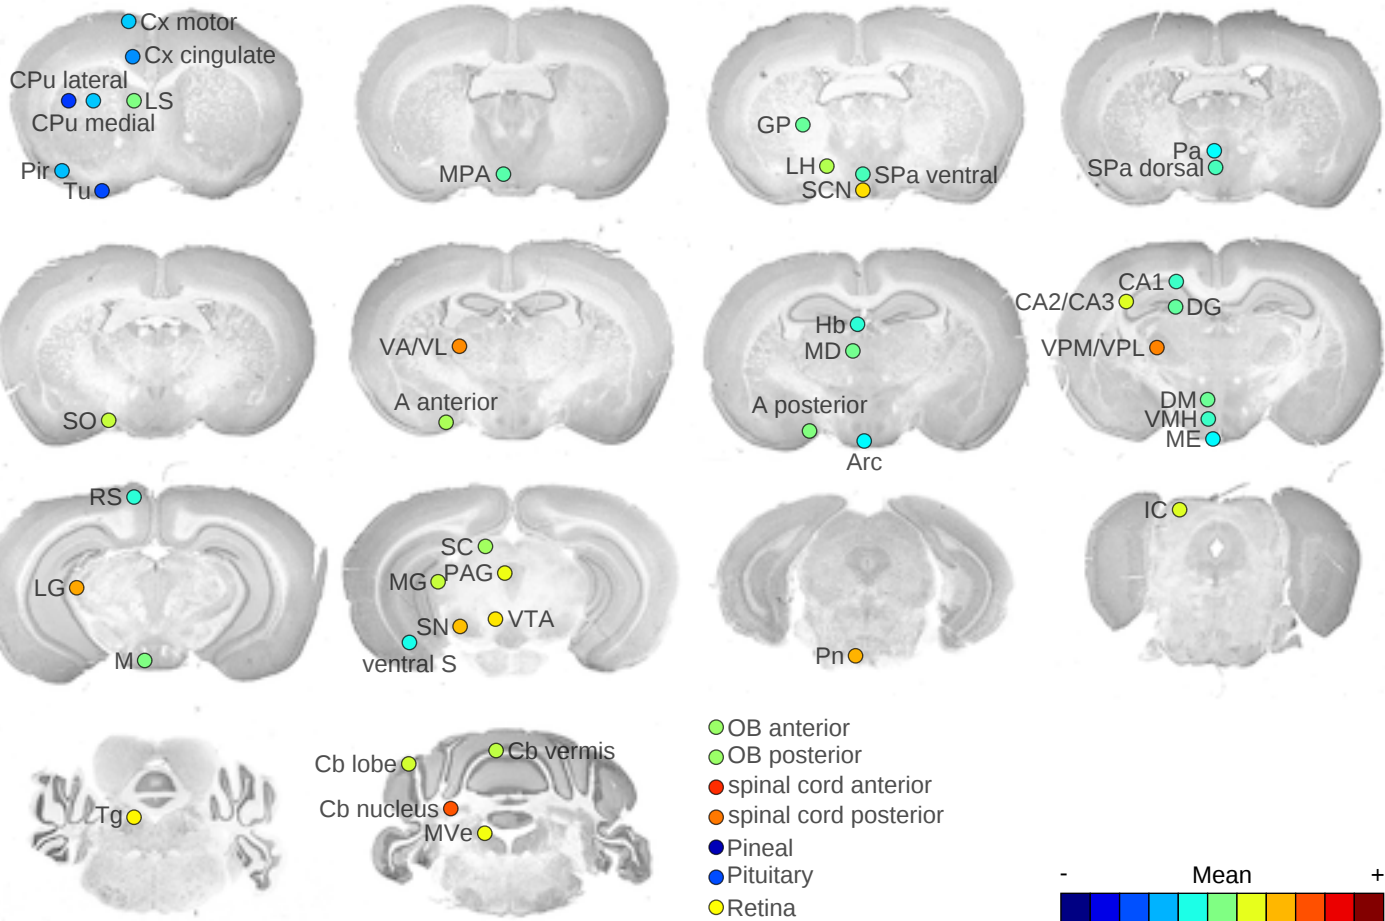 Cx motor
Cx cingulate
CPu lateral
LS
CPu medial
Pir
Tu
MPA
GP
LH
SPa ventral
SCN
Pa
SPa dorsal
SO
VA/VL
A anterior
Hb
MD
A posterior
Arc
CA1
CA2/CA3
DG
VPM/VPL
DM
VMH
ME
RS
LG
M
SC
MG
PAG
SN
VTA
ventral S
Pn
IC
Tg
Cb lobe
Cb vermis
Cb nucleus
MVe
OB anterior
OB posterior
spinal cord anterior
spinal cord posterior
Pineal
Pituitary
Retina
- Mean +